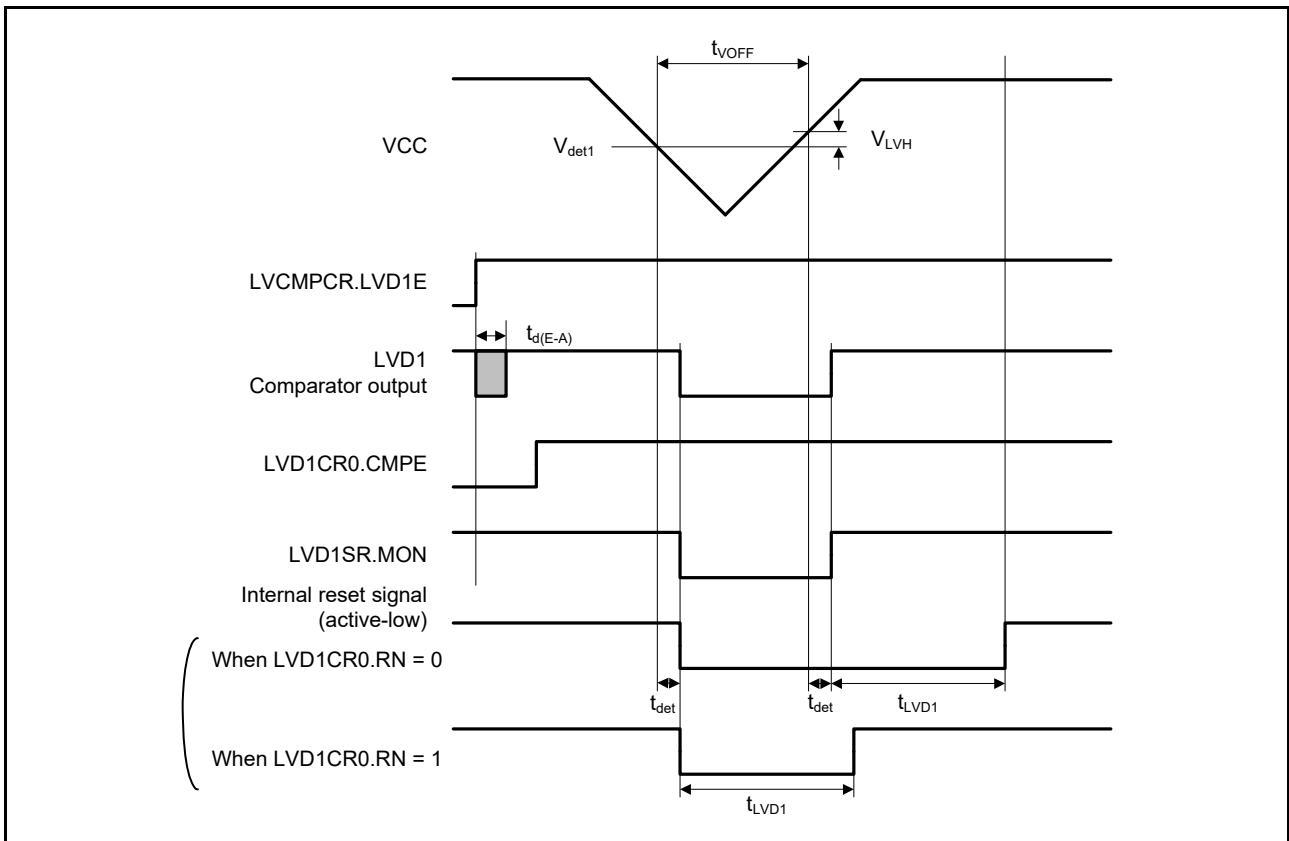 tVOFF
VCC
Vdet1
VLVH
LVCMPCR.LVD1E
td(E-A)
LVD1
Comparator output
LVD1CR0.CMPE
LVD1SR.MON
Internal reset signal
(active-low)
When LVD1CR0.RN = 0
tdet
tdet
tLVD1
When LVD1CR0.RN = 1
tLVD1